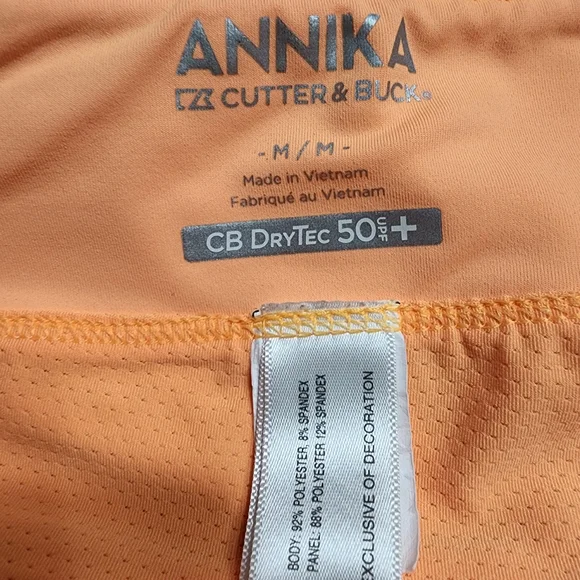 ANNIKA
CUTTER & BUCK®
- M / M -
Made in Vietnam
Fabriqué au Vietnam
CB DRYTEC 50 UPF +
BODY: 92% POLYESTER, 8% SPANDEX
PANEL: 88% POLYESTER 12% SPANDEX
EXCLUSIVE OF DECORATION